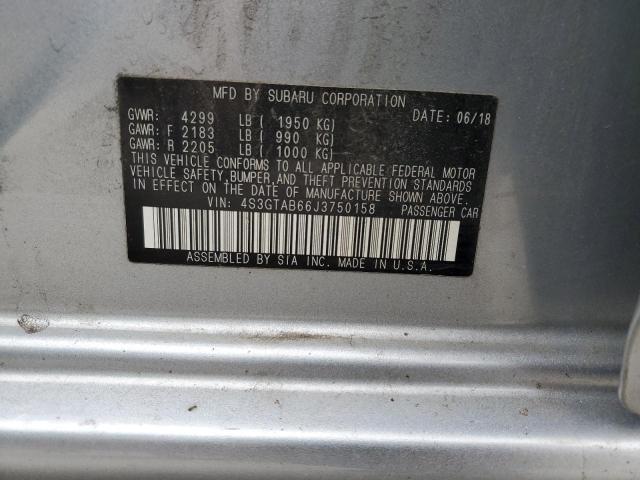 MFD BY SUBARU CORPORATION DATE: 06/18
GVWR: 4299 LB ( 1950 KG)
GAWR: F 2183 LB ( 990 KG)
GAWR: R 2205 LB ( 1000 KG)
THIS VEHICLE CONFORMS TO ALL APPLICABLE FEDERAL MOTOR
VEHICLE SAFETY, BUMPER, AND THEFT PREVENTION STANDARDS
IN EFFECT ON THE DATE OF MANUFACTURE SHOWN ABOVE.
VIN: 4S3GTAB66J3750158 PASSENGER CAR
ASSEMBLED BY SIA INC. MADE IN U.S.A.